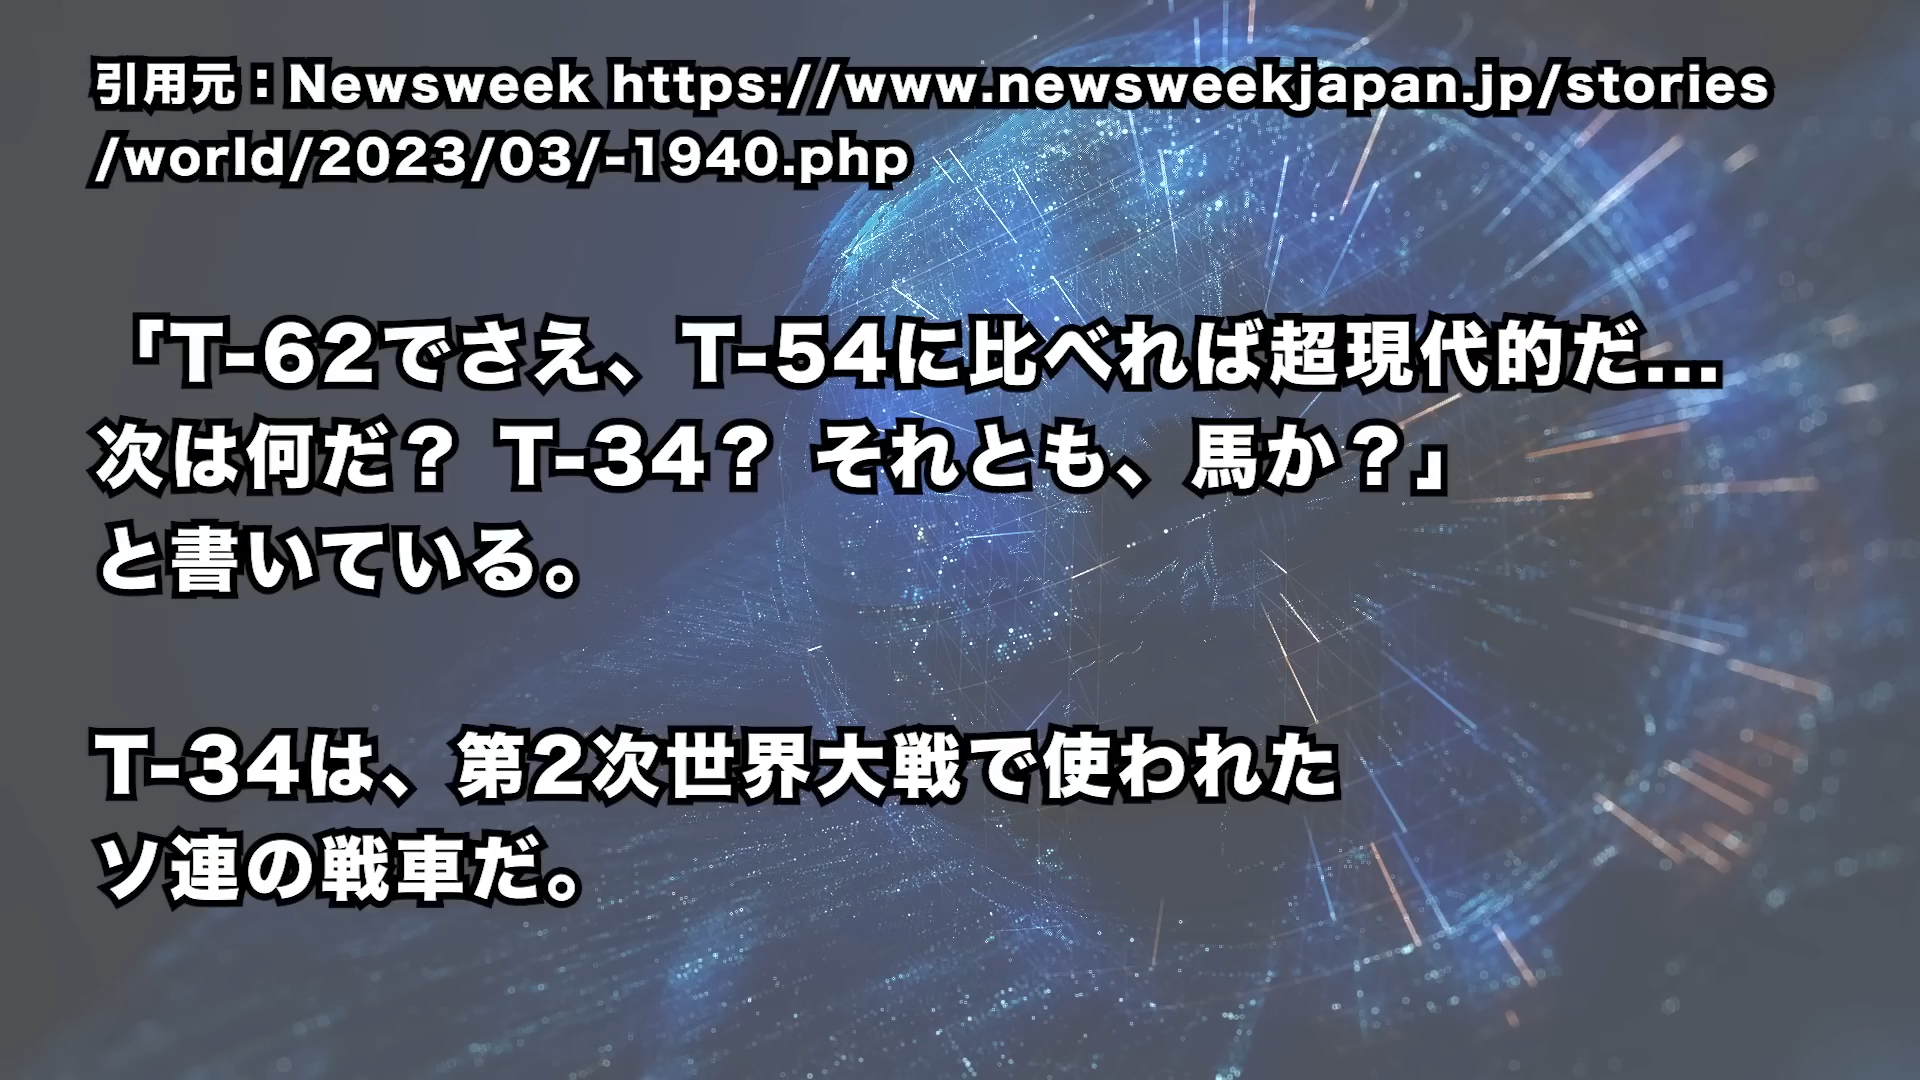 引用元：Newsweek https://www.newsweekjapan.jp/stories
/world/2023/03/-1940.php
「T-62でさえ、T-54に比べれば超現代的だ...
次は何だ？ T-34？ それとも、馬か？」
と書いている。
T-34は、第2次世界大戦で使われた
ソ連の戦車だ。